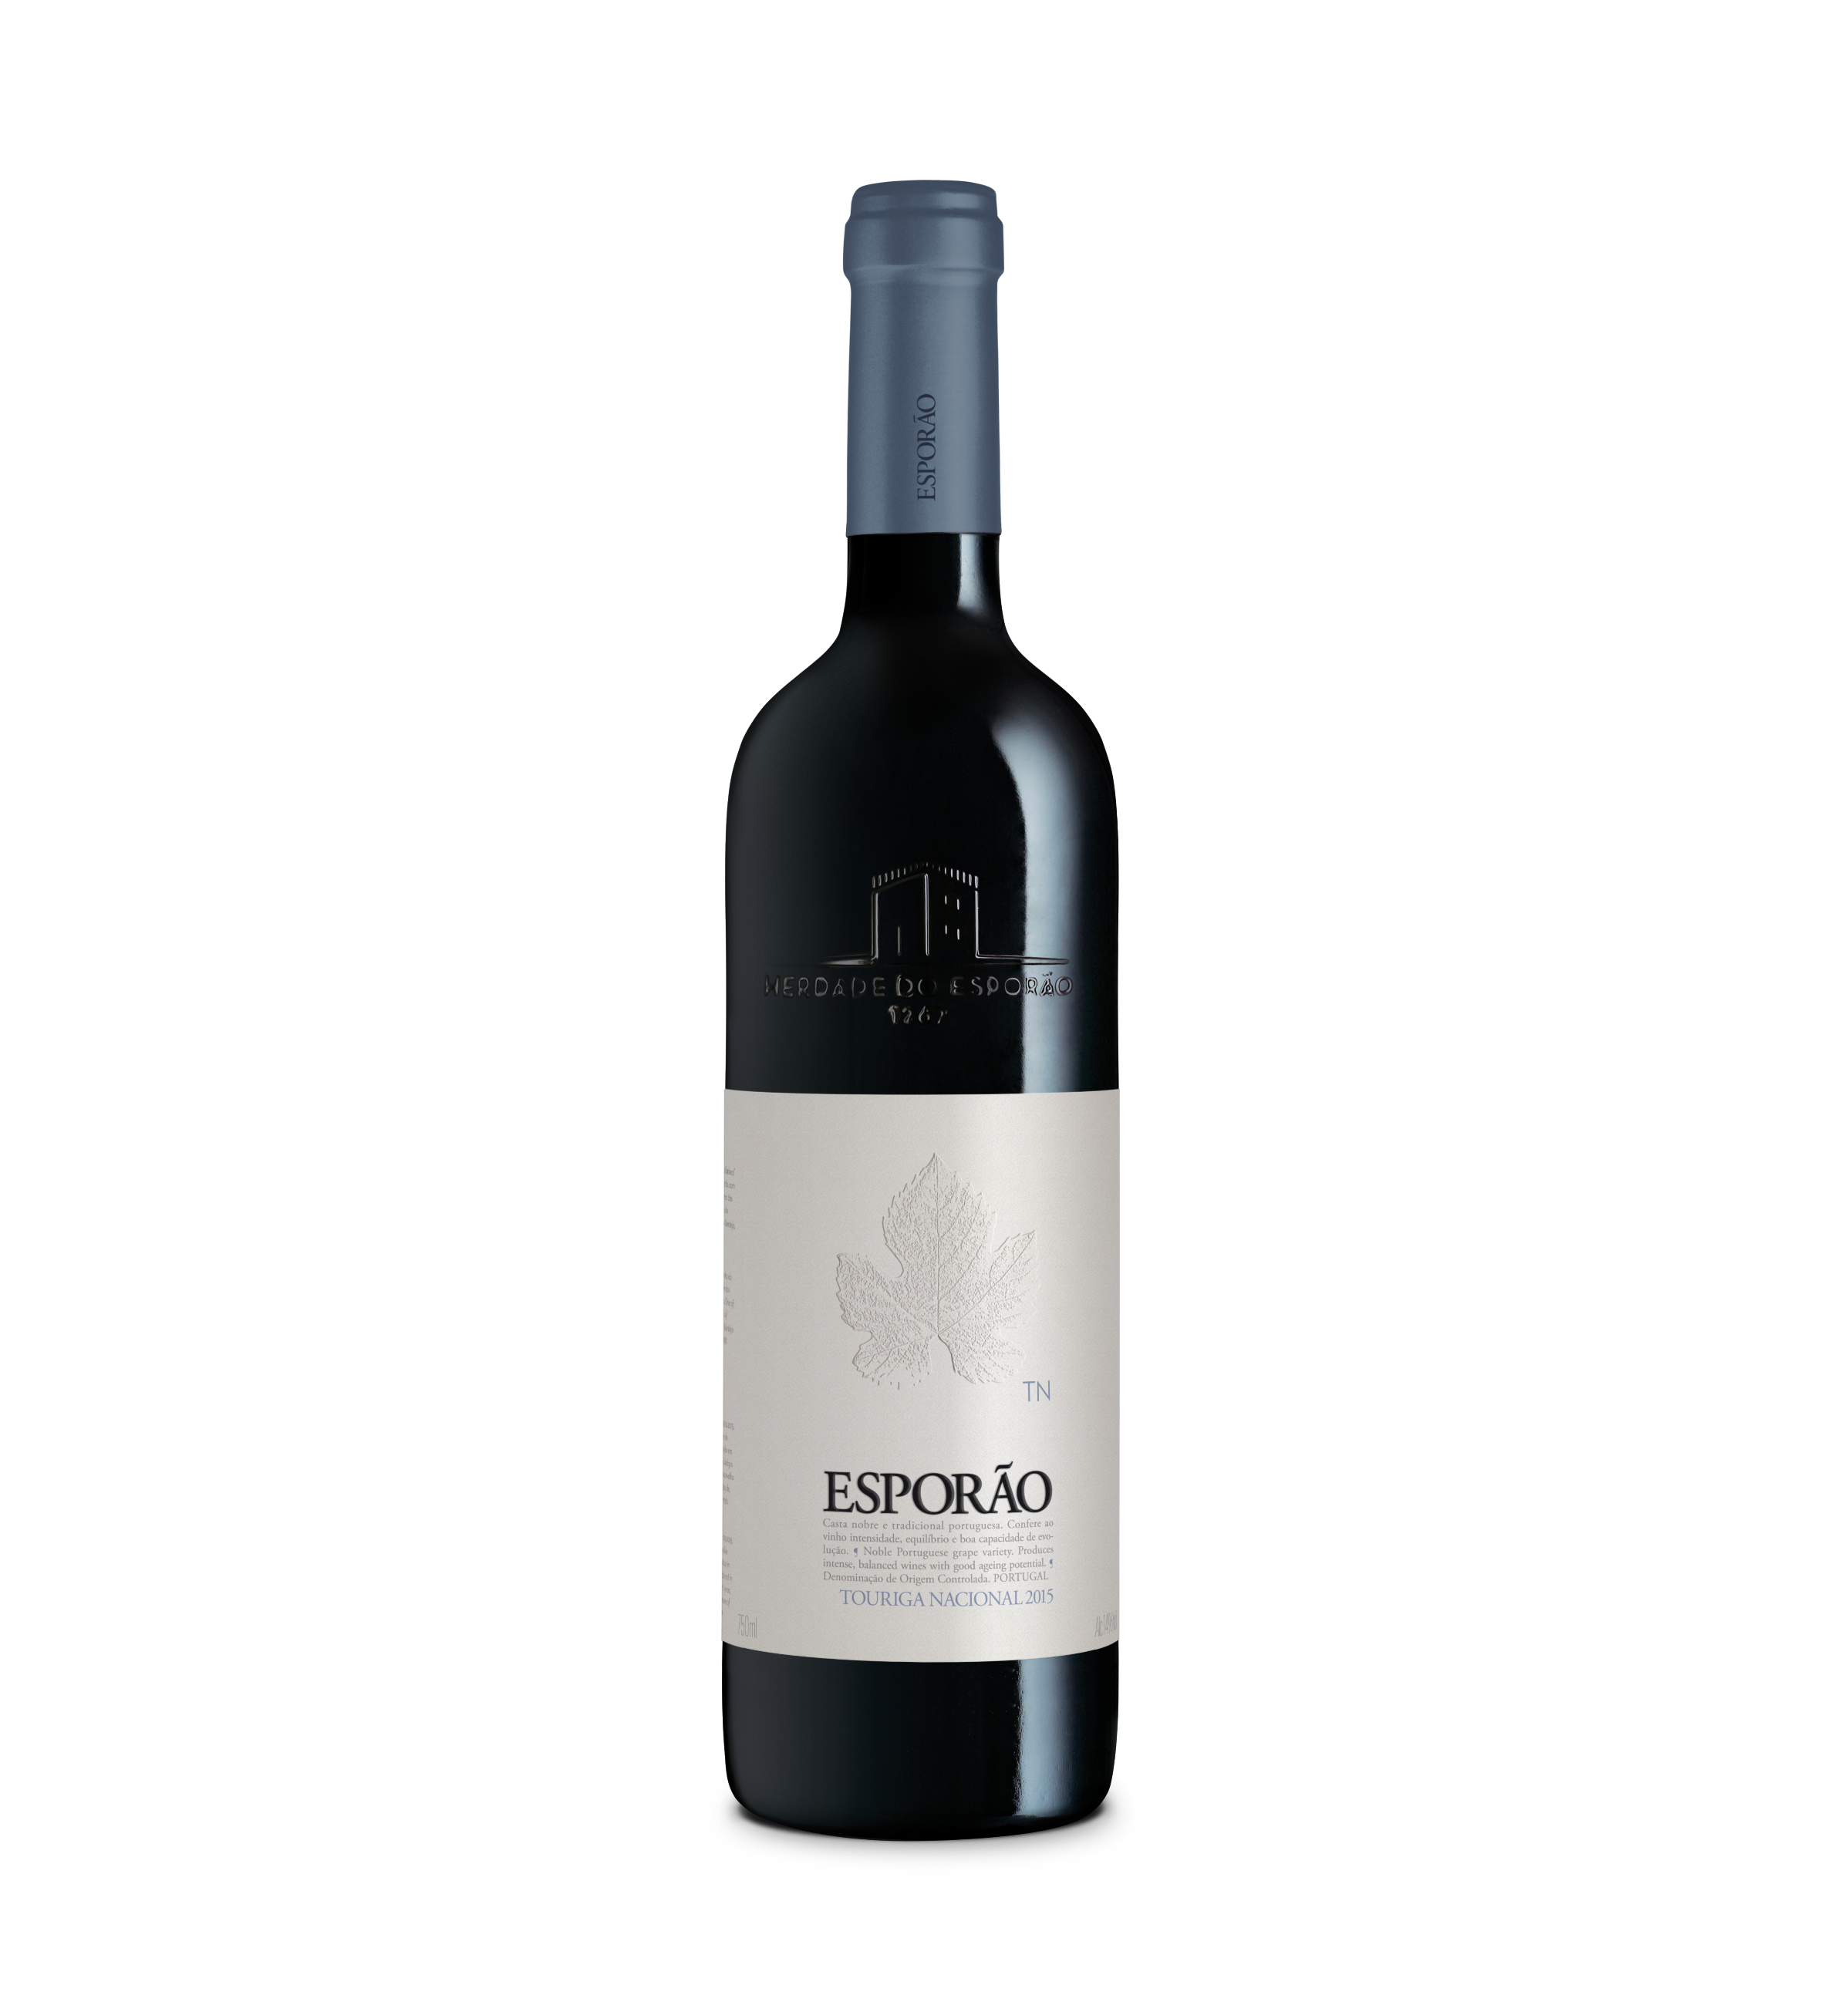 ESPORÃO
HERDADE DO ESPORÃO
1267
TN
ESPORÃO
Casta nobre e tradicional portuguesa. Confere ao
vinho intensidade, equilíbrio e boa capacidade de evo-
lução. ¶ Noble Portuguese grape variety. Produces
intense, balanced wines with good ageing potential. ¶
Denominação de Origem Controlada. PORTUGAL
TOURIGA NACIONAL 2015
750ml